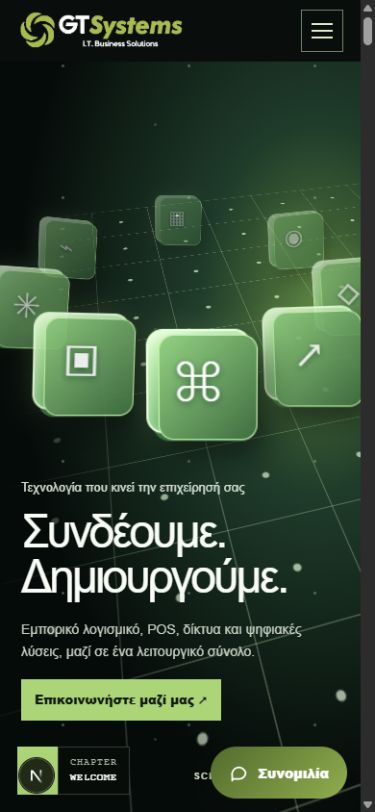 GTSystems
I.T. Business Solutions
Τεχνολογία που κινεί την επιχείρησή σας
Συνδέουμε.
Δημιουργούμε.
Εμπορικό λογισμικό, POS, δίκτυα και ψηφιακές
λύσεις, μαζί σε ένα λειτουργικό σύνολο.
Επικοινωνήστε μαζί μας ↗
N
CHAPTER
WELCOME
Συνομιλία